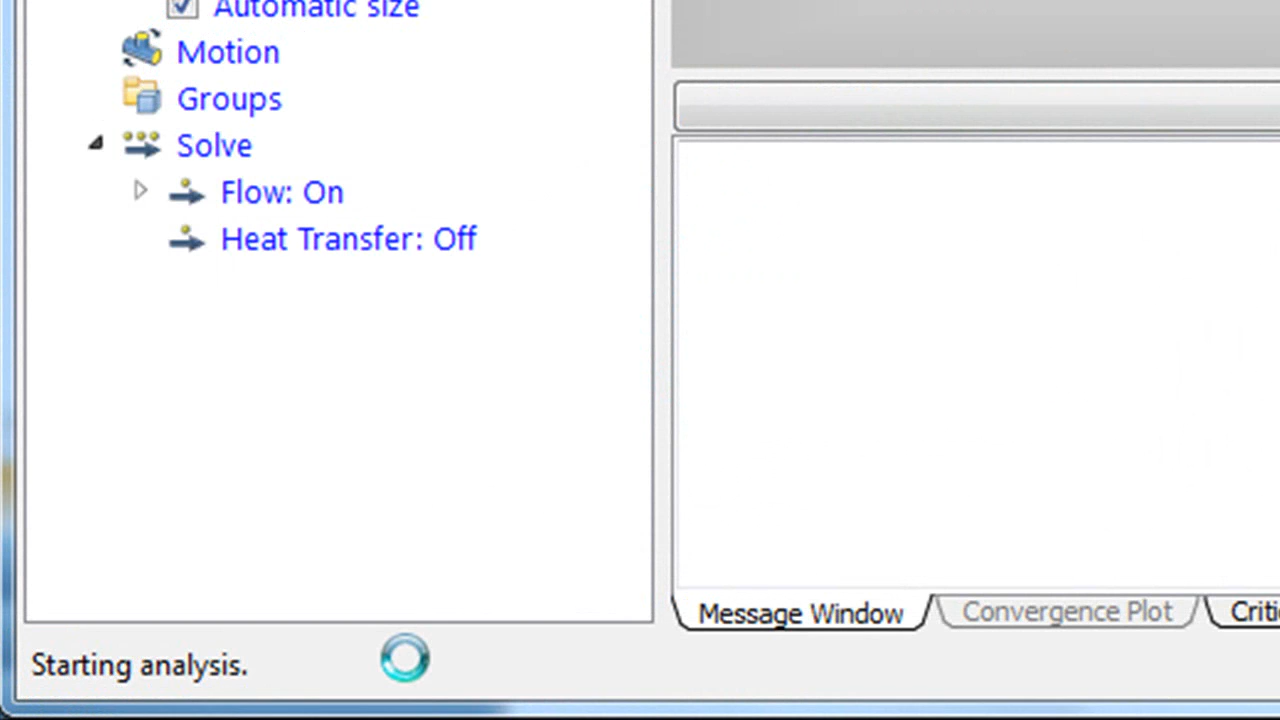 Automatic size
Motion
Groups
Solve
Flow: On
Heat Transfer: Off
Message Window
Convergence Plot
Starting analysis.